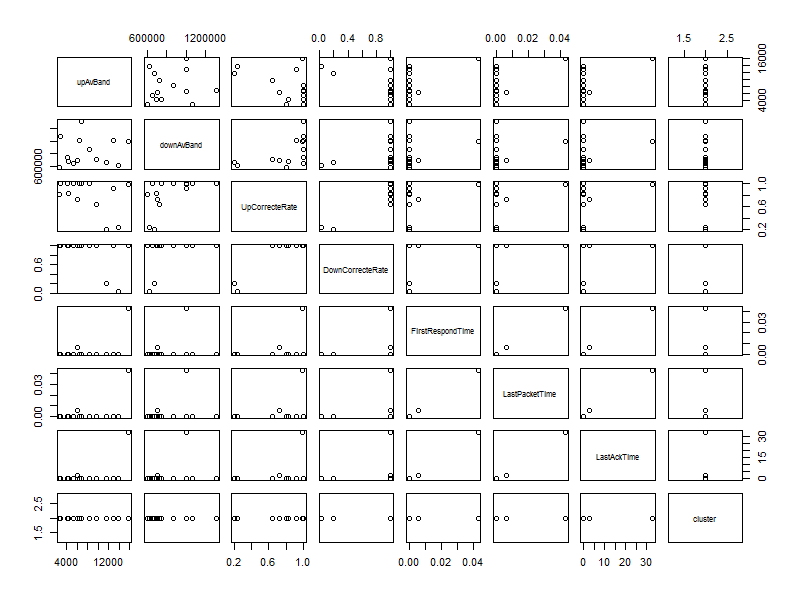 600000 1200000 0.0 0.4 0.8 0.00 0.02 0.04 1.5 2.5
upAvBand 4000 16000
600000 downAvBand
UpCorrecteRate 0.2 0.6 1.0
0.0 0.6 DownCorrecteRate
FirstRespondTime 0.00 0.03
0.00 0.03 LastPacketTime
LastAckTime 0 15 30
1.5 2.5 cluster
4000 12000 0.2 0.6 1.0 0.00 0.02 0.04 0 10 20 30